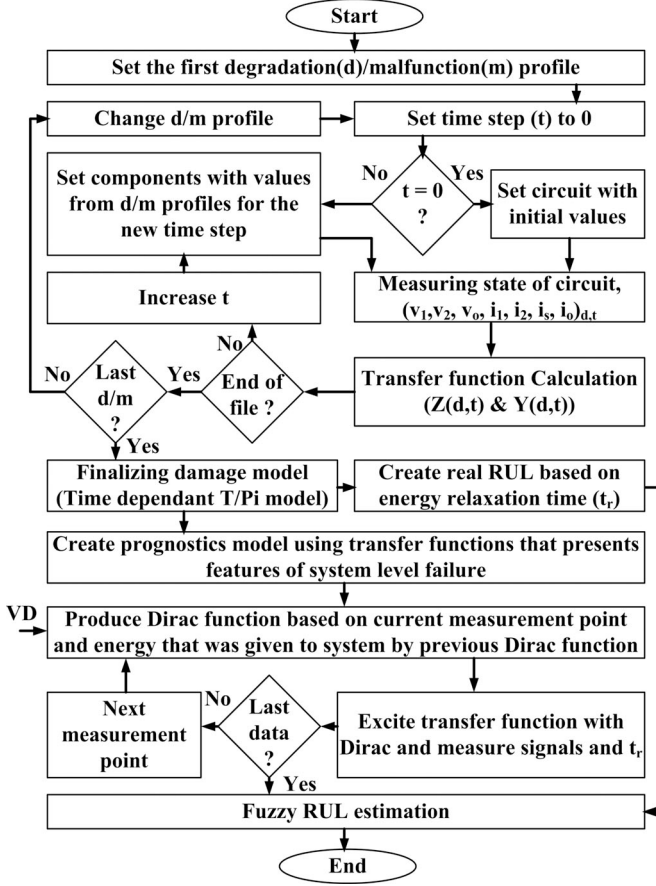 Start
Set the first degradation(d)/malfunction(m) profile
Change d/m profile
Set time step (t) to 0
No
t = 0
?
Yes
Set components with values
from d/m profiles for the
new time step
Set circuit with
initial values
Increase t
Measuring state of circuit,
(v₁,v₂, vₒ, i₁, i₂, iₛ, iₒ)d,t
No
Last
d/m
?
Yes
No
End of
file ?
Transfer function Calculation
(Z(d,t) & Y(d,t))
Yes
Finalizing damage model
(Time dependant T/Pi model)
Create real RUL based on
energy relaxation time (tᵣ)
Create prognostics model using transfer functions that presents
features of system level failure
VD
Produce Dirac function based on current measurement point
and energy that was given to system by previous Dirac function
Next
measurement
point
No
Last
data
?
Excite transfer function with
Dirac and measure signals and tᵣ
Yes
Fuzzy RUL estimation
End